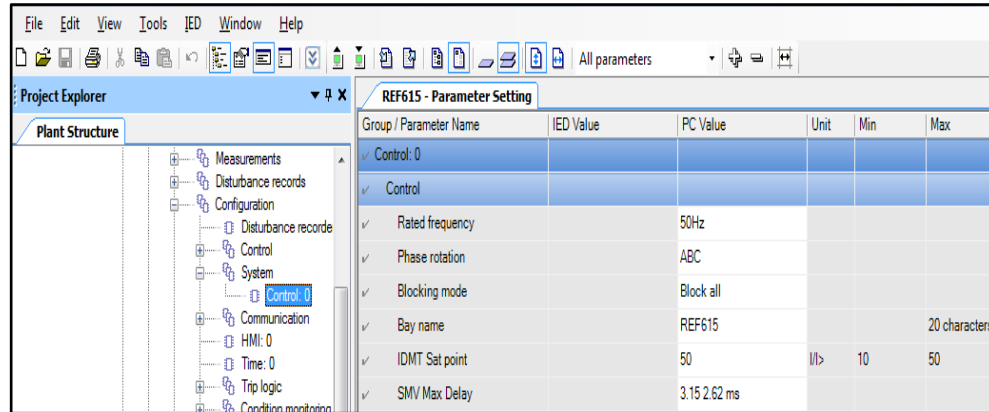 File Edit View Tools IED Window Help
All parameters
Project Explorer
Plant Structure
Measurements
Disturbance records
Configuration
Disturbance recorde
Control
System
Control: 0
Communication
HMI: 0
Time: 0
Trip logic
Condition monitoring
REF615 - Parameter Setting
Group / Parameter Name IED Value PC Value Unit Min Max
Control: 0
Control
Rated frequency 50Hz
Phase rotation ABC
Blocking mode Block all
Bay name REF615 20 characters
IDMT Sat point 50 I/I> 10 50
SMV Max Delay 3.15 2.62 ms